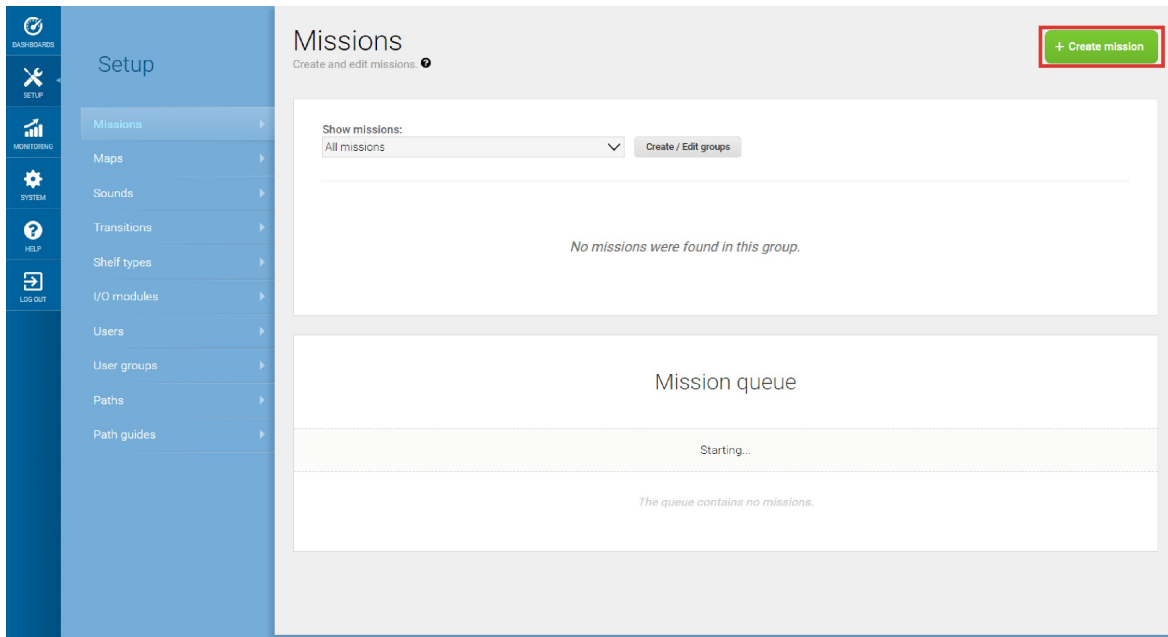 DASHBOARDS
SETUP
MONITORING
SYSTEM
HELP
LOG OUT
Setup
Missions
Maps
Sounds
Transitions
Shelf types
I/O modules
Users
User groups
Paths
Path guides
Missions
Create and edit missions. ?
+ Create mission
Show missions:
All missions
Create / Edit groups
No missions were found in this group.
Mission queue
Starting...
The queue contains no missions.